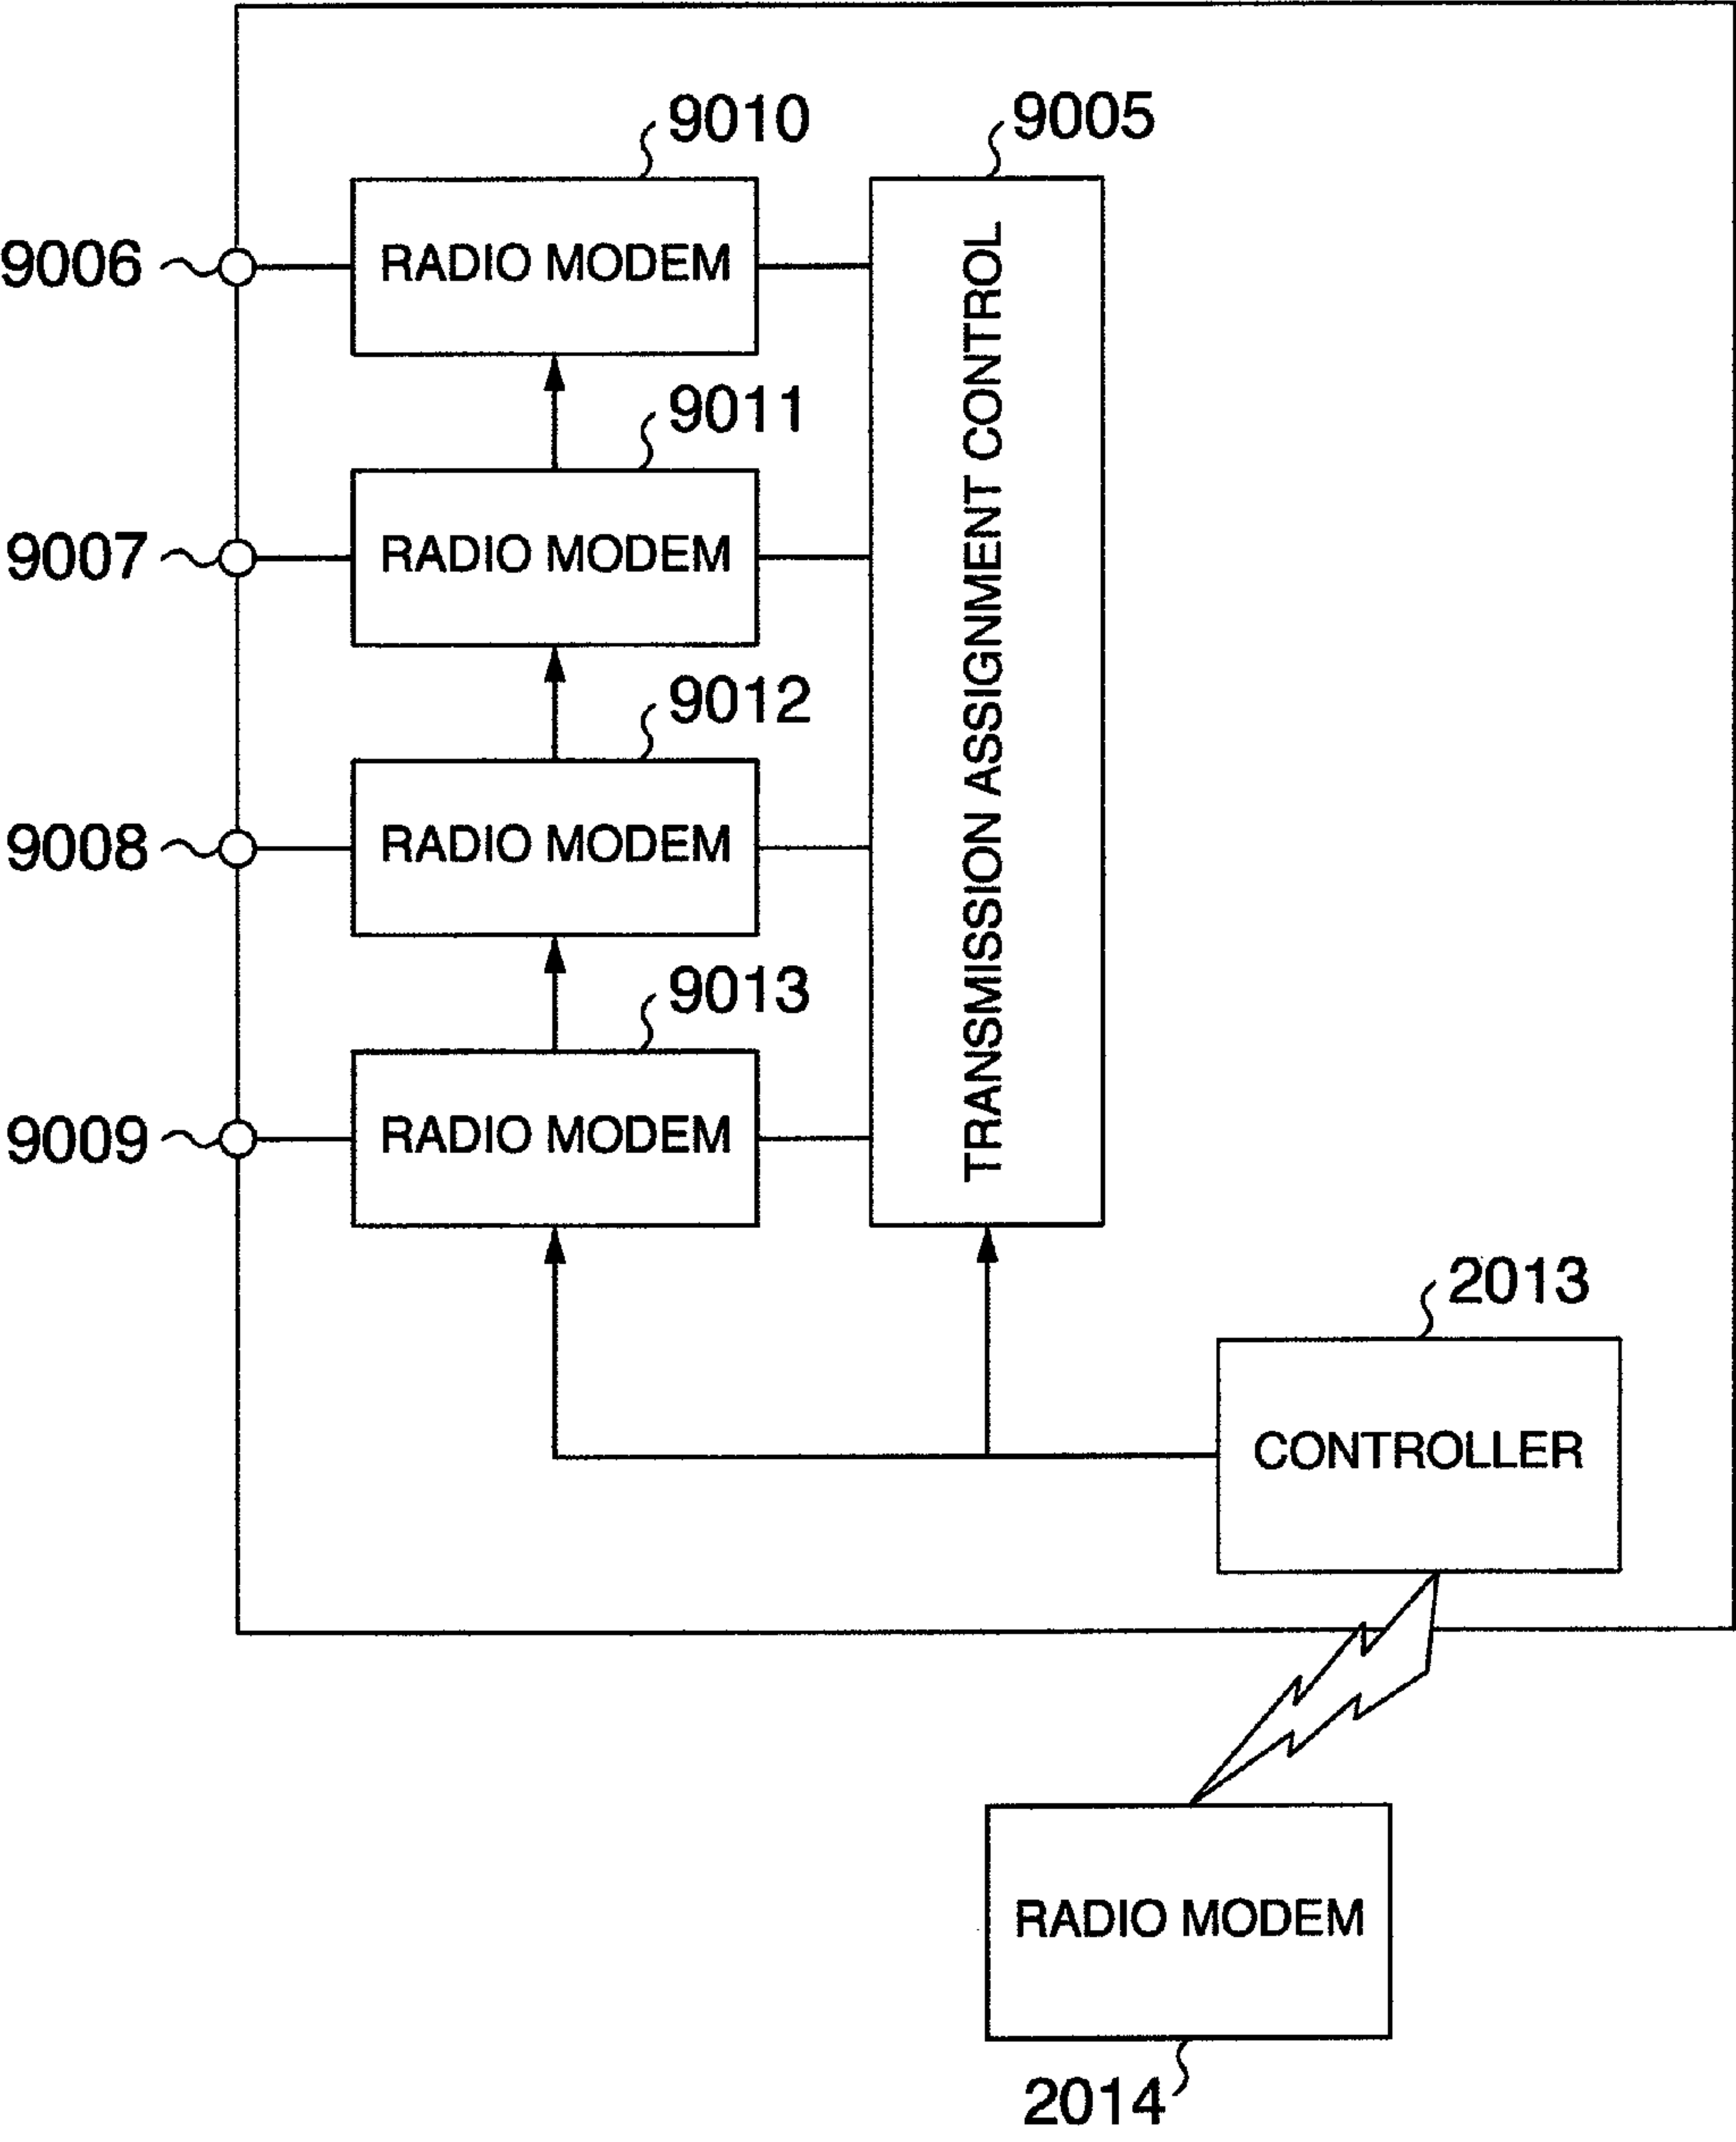 9010
9005
9006
RADIO MODEM
TRANSMISSION ASSIGNMENT CONTROL
9011
9007
RADIO MODEM
9012
9008
RADIO MODEM
9013
9009
RADIO MODEM
2013
CONTROLLER
RADIO MODEM
2014